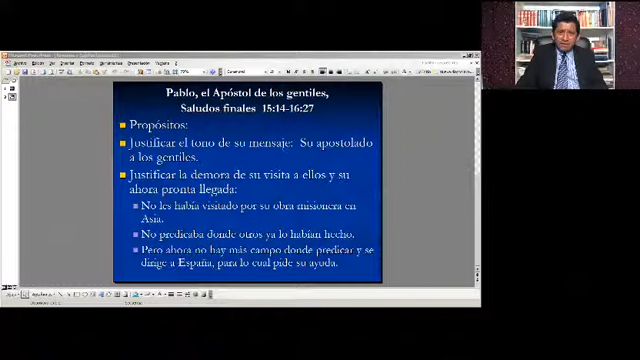 Pablo, el Apóstol de los gentiles,
Saludos finales 15:14-16:27
Propósitos:
Justificar el tono de su mensaje: Su apostolado
a los gentiles.
Justificar la demora de su visita a ellos y su
ahora pronta llegada:
No les había visitado por su obra misionera en
Asia.
No predicaba donde otros ya lo habían hecho.
Pero ahora no hay más campo donde predicar y se
dirige a España, para lo cual pide su ayuda.